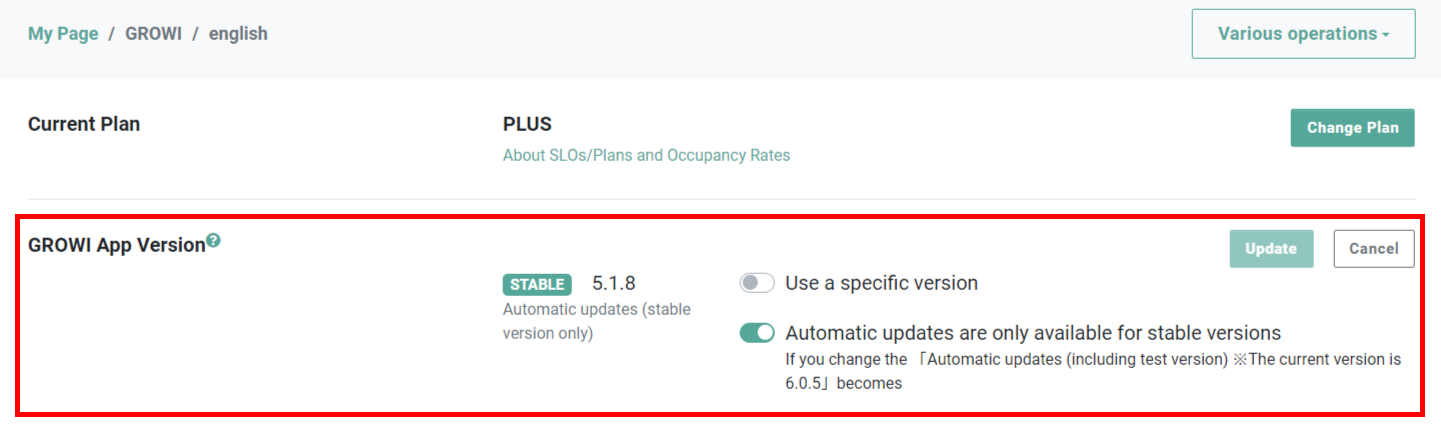 My Page / GROWI / english
Various operations
Current Plan
PLUS
Change Plan
About SLOs/Plans and Occupancy Rates
GROWI App Version?
Update
Cancel
STABLE 5.1.8
Use a specific version
Automatic updates (stable
version only)
Automatic updates are only available for stable versions
If you change the 「Automatic updates (including test version) ※The current version is
6.0.5」 becomes